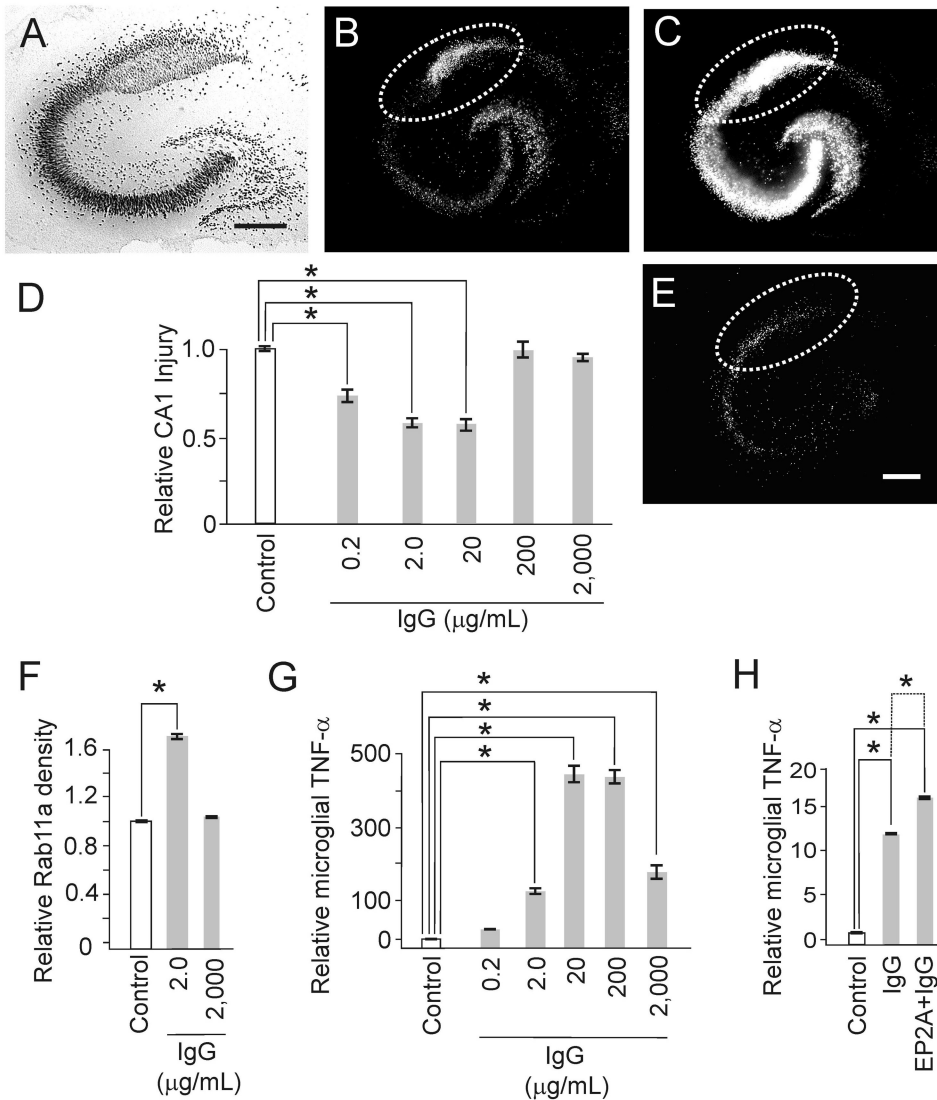 A
B
C
D
*
*
*
Relative CA1 Injury
1.0
0.5
0
Control
0.2
2.0
20
200
2,000
IgG (μg/mL)
E
F
*
Relative Rab11a density
1.6
1.2
0.8
0.4
0
Control
2.0
2,000
IgG
(μg/mL)
G
*
*
*
*
Relative microglial TNF-α
500
300
100
0
Control
0.2
2.0
20
200
2,000
IgG
(μg/mL)
H
*
*
*
Relative microglial TNF-α
20
15
10
5
0
Control
IgG
EP2A+IgG